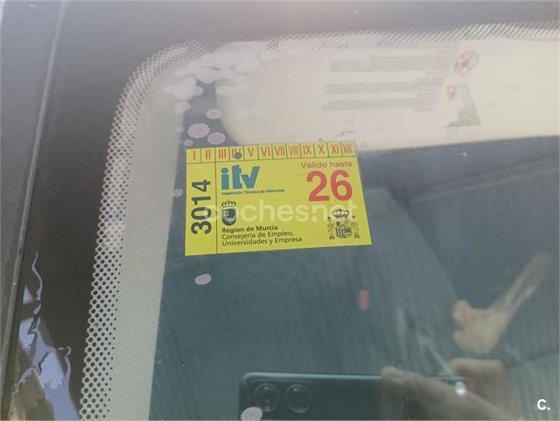 I II III IV V VI VII VIII IX X XI XII
3014
itv
Inspección Técnica de Vehículos
Válido hasta
26
coches.net
Región de Murcia
Consejería de Empleo,
Universidades y Empresa
C.